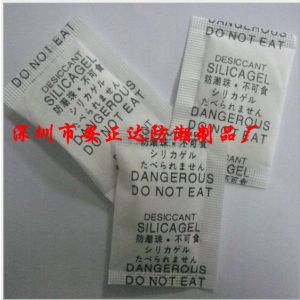 DO NOT EAT
DESICCANT
SILICAGEL
防潮珠・不可食
シリカゲル
たべられません
DANGEROUS
DO NOT EAT
DANGEROUS
DO NOT EAT
DESICCANT
SILICAGEL
防潮珠・不可食
シリカゲル
たべられません
DANGEROUS
DO NOT EAT
深圳市梁正达防潮制品厂
DESICCANT
SILICAGEL
防潮珠・不可食
シリカゲル
たべられません
DANGEROUS
DO NOT EAT